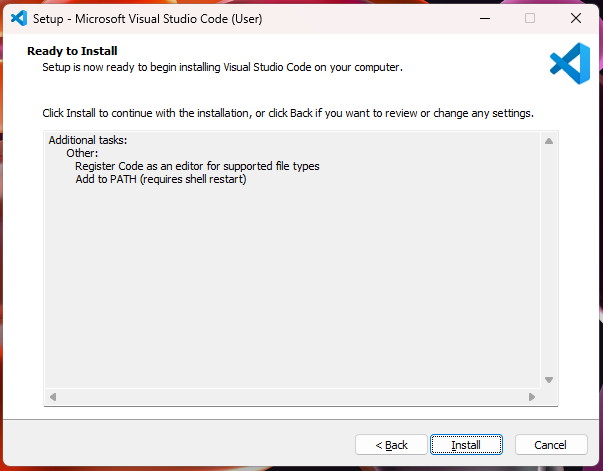 Setup - Microsoft Visual Studio Code (User)
Ready to Install
Setup is now ready to begin installing Visual Studio Code on your computer.
Click Install to continue with the installation, or click Back if you want to review or change any settings.
Additional tasks:
Other:
Register Code as an editor for supported file types
Add to PATH (requires shell restart)
< Back
Install
Cancel